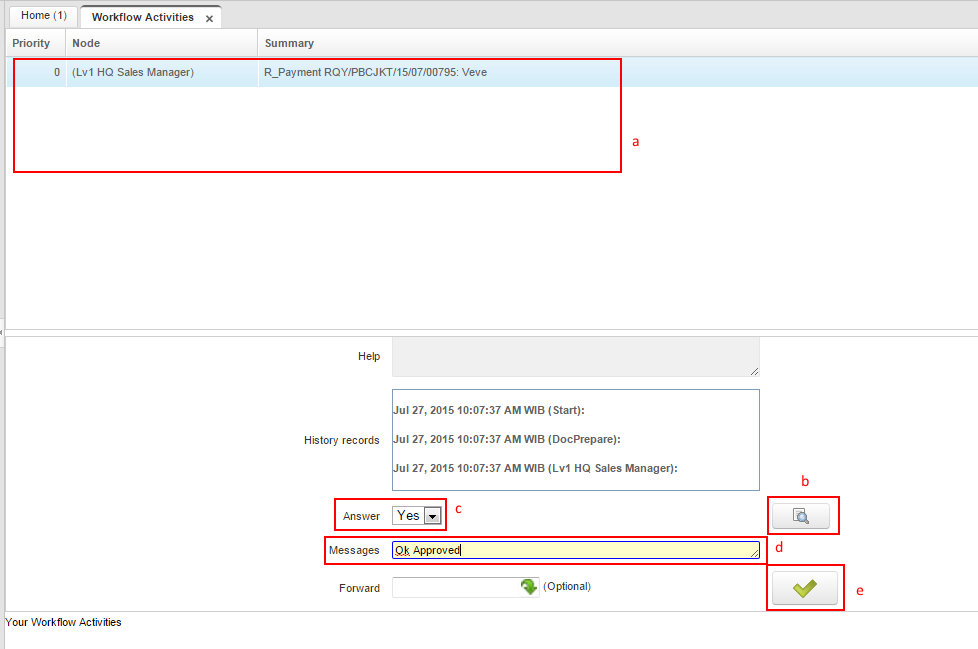 Home (1) Workflow Activities ×
Priority Node Summary
0 (Lv1 HQ Sales Manager) R_Payment RQY/PBCJKT/15/07/00795: Veve
a
Help
History records
Jul 27, 2015 10:07:37 AM WIB (Start):
Jul 27, 2015 10:07:37 AM WIB (DocPrepare):
Jul 27, 2015 10:07:37 AM WIB (Lv1 HQ Sales Manager):
b
Answer Yes c
Messages Ok Approved d
Forward (Optional) e
Your Workflow Activities